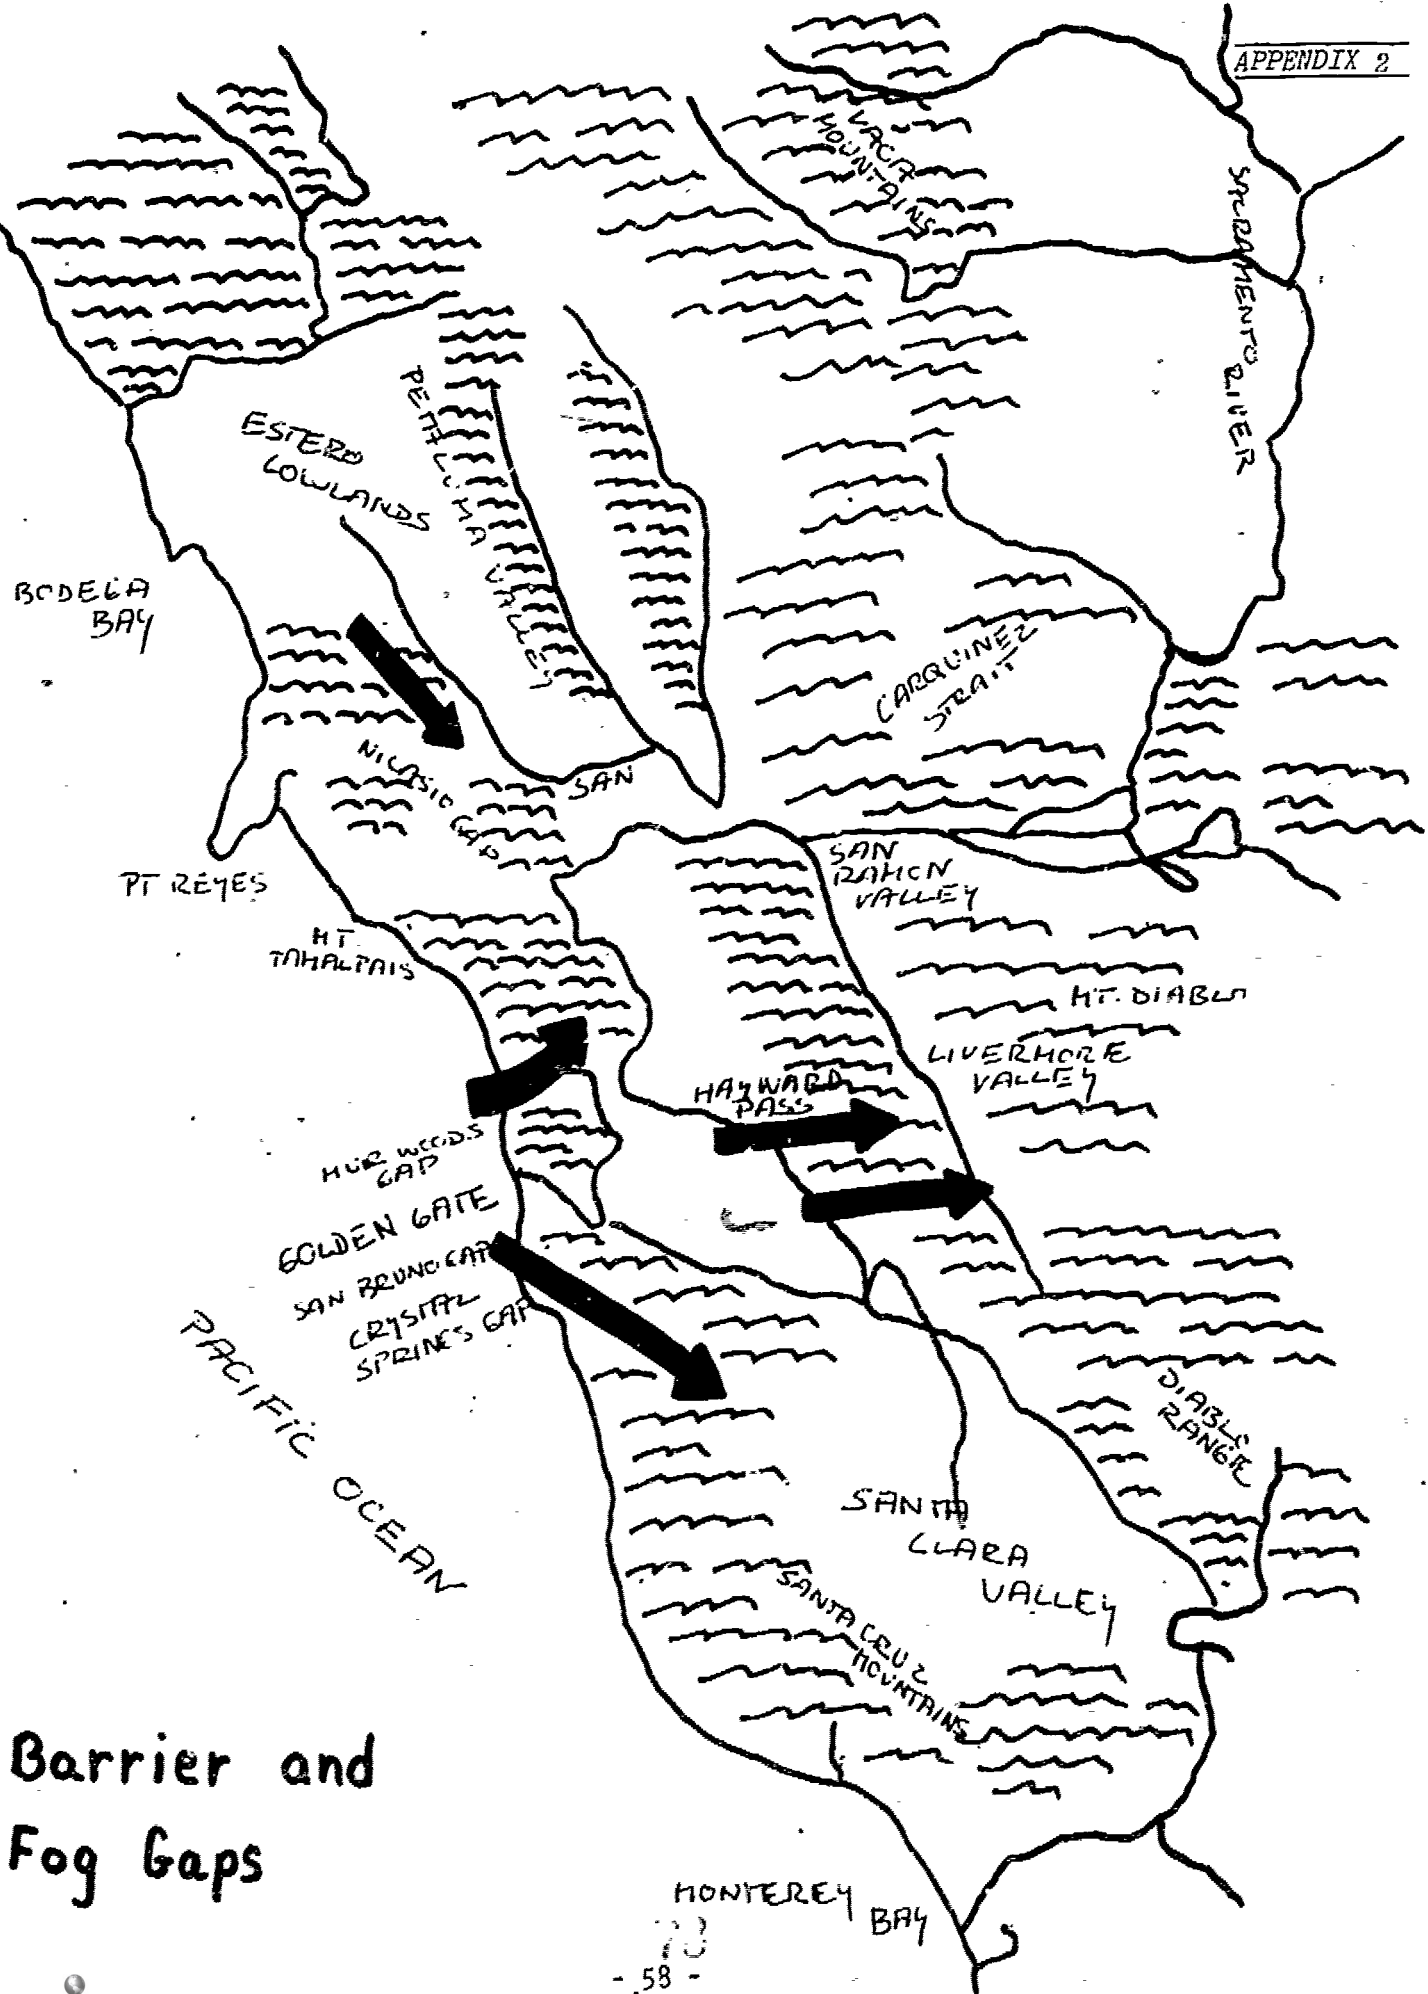 APPENDIX 2
VACA
MOUNTAINS
SACRAMENTO RIVER
ESTERO
LOWLANDS
PETALUMA VALLEY
BODEGA
BAY
CARQUINEZ
STRAIT
NICASIO GAP
SAN
SAN
RAMON
VALLEY
PT REYES
MT.
TAMALPAIS
MT. DIABLO
LIVERMORE
VALLEY
HAYWARD
PASS
MUR WOODS
GAP
GOLDEN GATE
SAN BRUNO GAP
CRYSTAL
SPRINGS GAP
PACIFIC OCEAN
DIABLO
RANGE
SANTA
CLARA
VALLEY
SANTA CRUZ
MOUNTAINS
Barrier and
Fog Gaps
MONTEREY
BAY
- 58 -